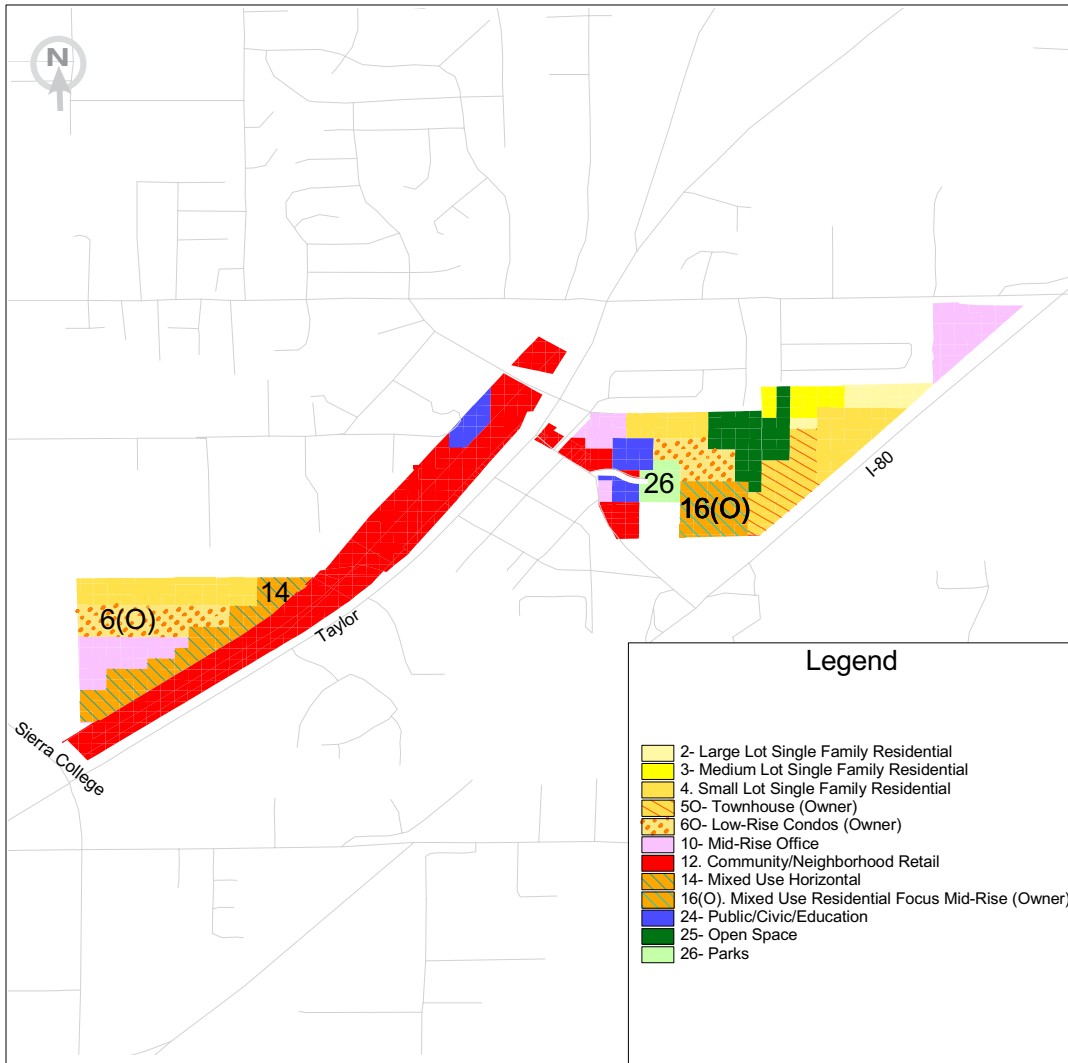 N
I-80
26
16(O)
14
6(O)
Taylor
Sierra College
Legend
2- Large Lot Single Family Residential
3- Medium Lot Single Family Residential
4. Small Lot Single Family Residential
5O- Townhouse (Owner)
6O- Low-Rise Condos (Owner)
10- Mid-Rise Office
12. Community/Neighborhood Retail
14- Mixed Use Horizontal
16(O). Mixed Use Residential Focus Mid-Rise (Owner)
24- Public/Civic/Education
25- Open Space
26- Parks